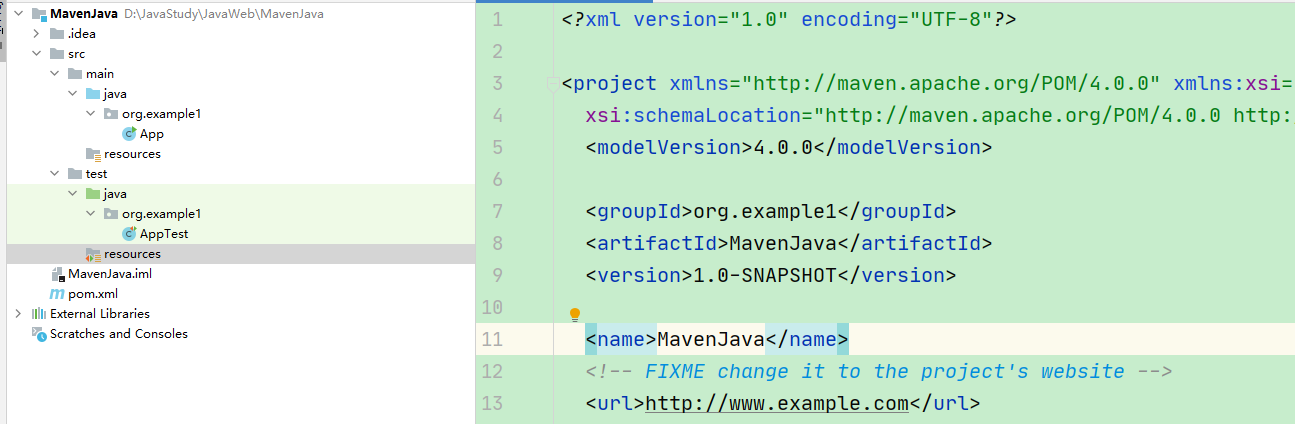 MavenJava D:\JavaStudy\JavaWeb\MavenJava
.idea
src
main
java
org.example1
App
resources
test
java
org.example1
AppTest
resources
MavenJava.iml
pom.xml
External Libraries
Scratches and Consoles
1 <?xml version="1.0" encoding="UTF-8"?>
2
3 <project xmlns="http://maven.apache.org/POM/4.0.0" xmlns:xsi=
4 xsi:schemaLocation="http://maven.apache.org/POM/4.0.0 http:
5 <modelVersion>4.0.0</modelVersion>
6
7 <groupId>org.example1</groupId>
8 <artifactId>MavenJava</artifactId>
9 <version>1.0-SNAPSHOT</version>
10
11 <name>MavenJava</name>
12 <!-- FIXME change it to the project's website -->
13 <url>http://www.example.com</url>